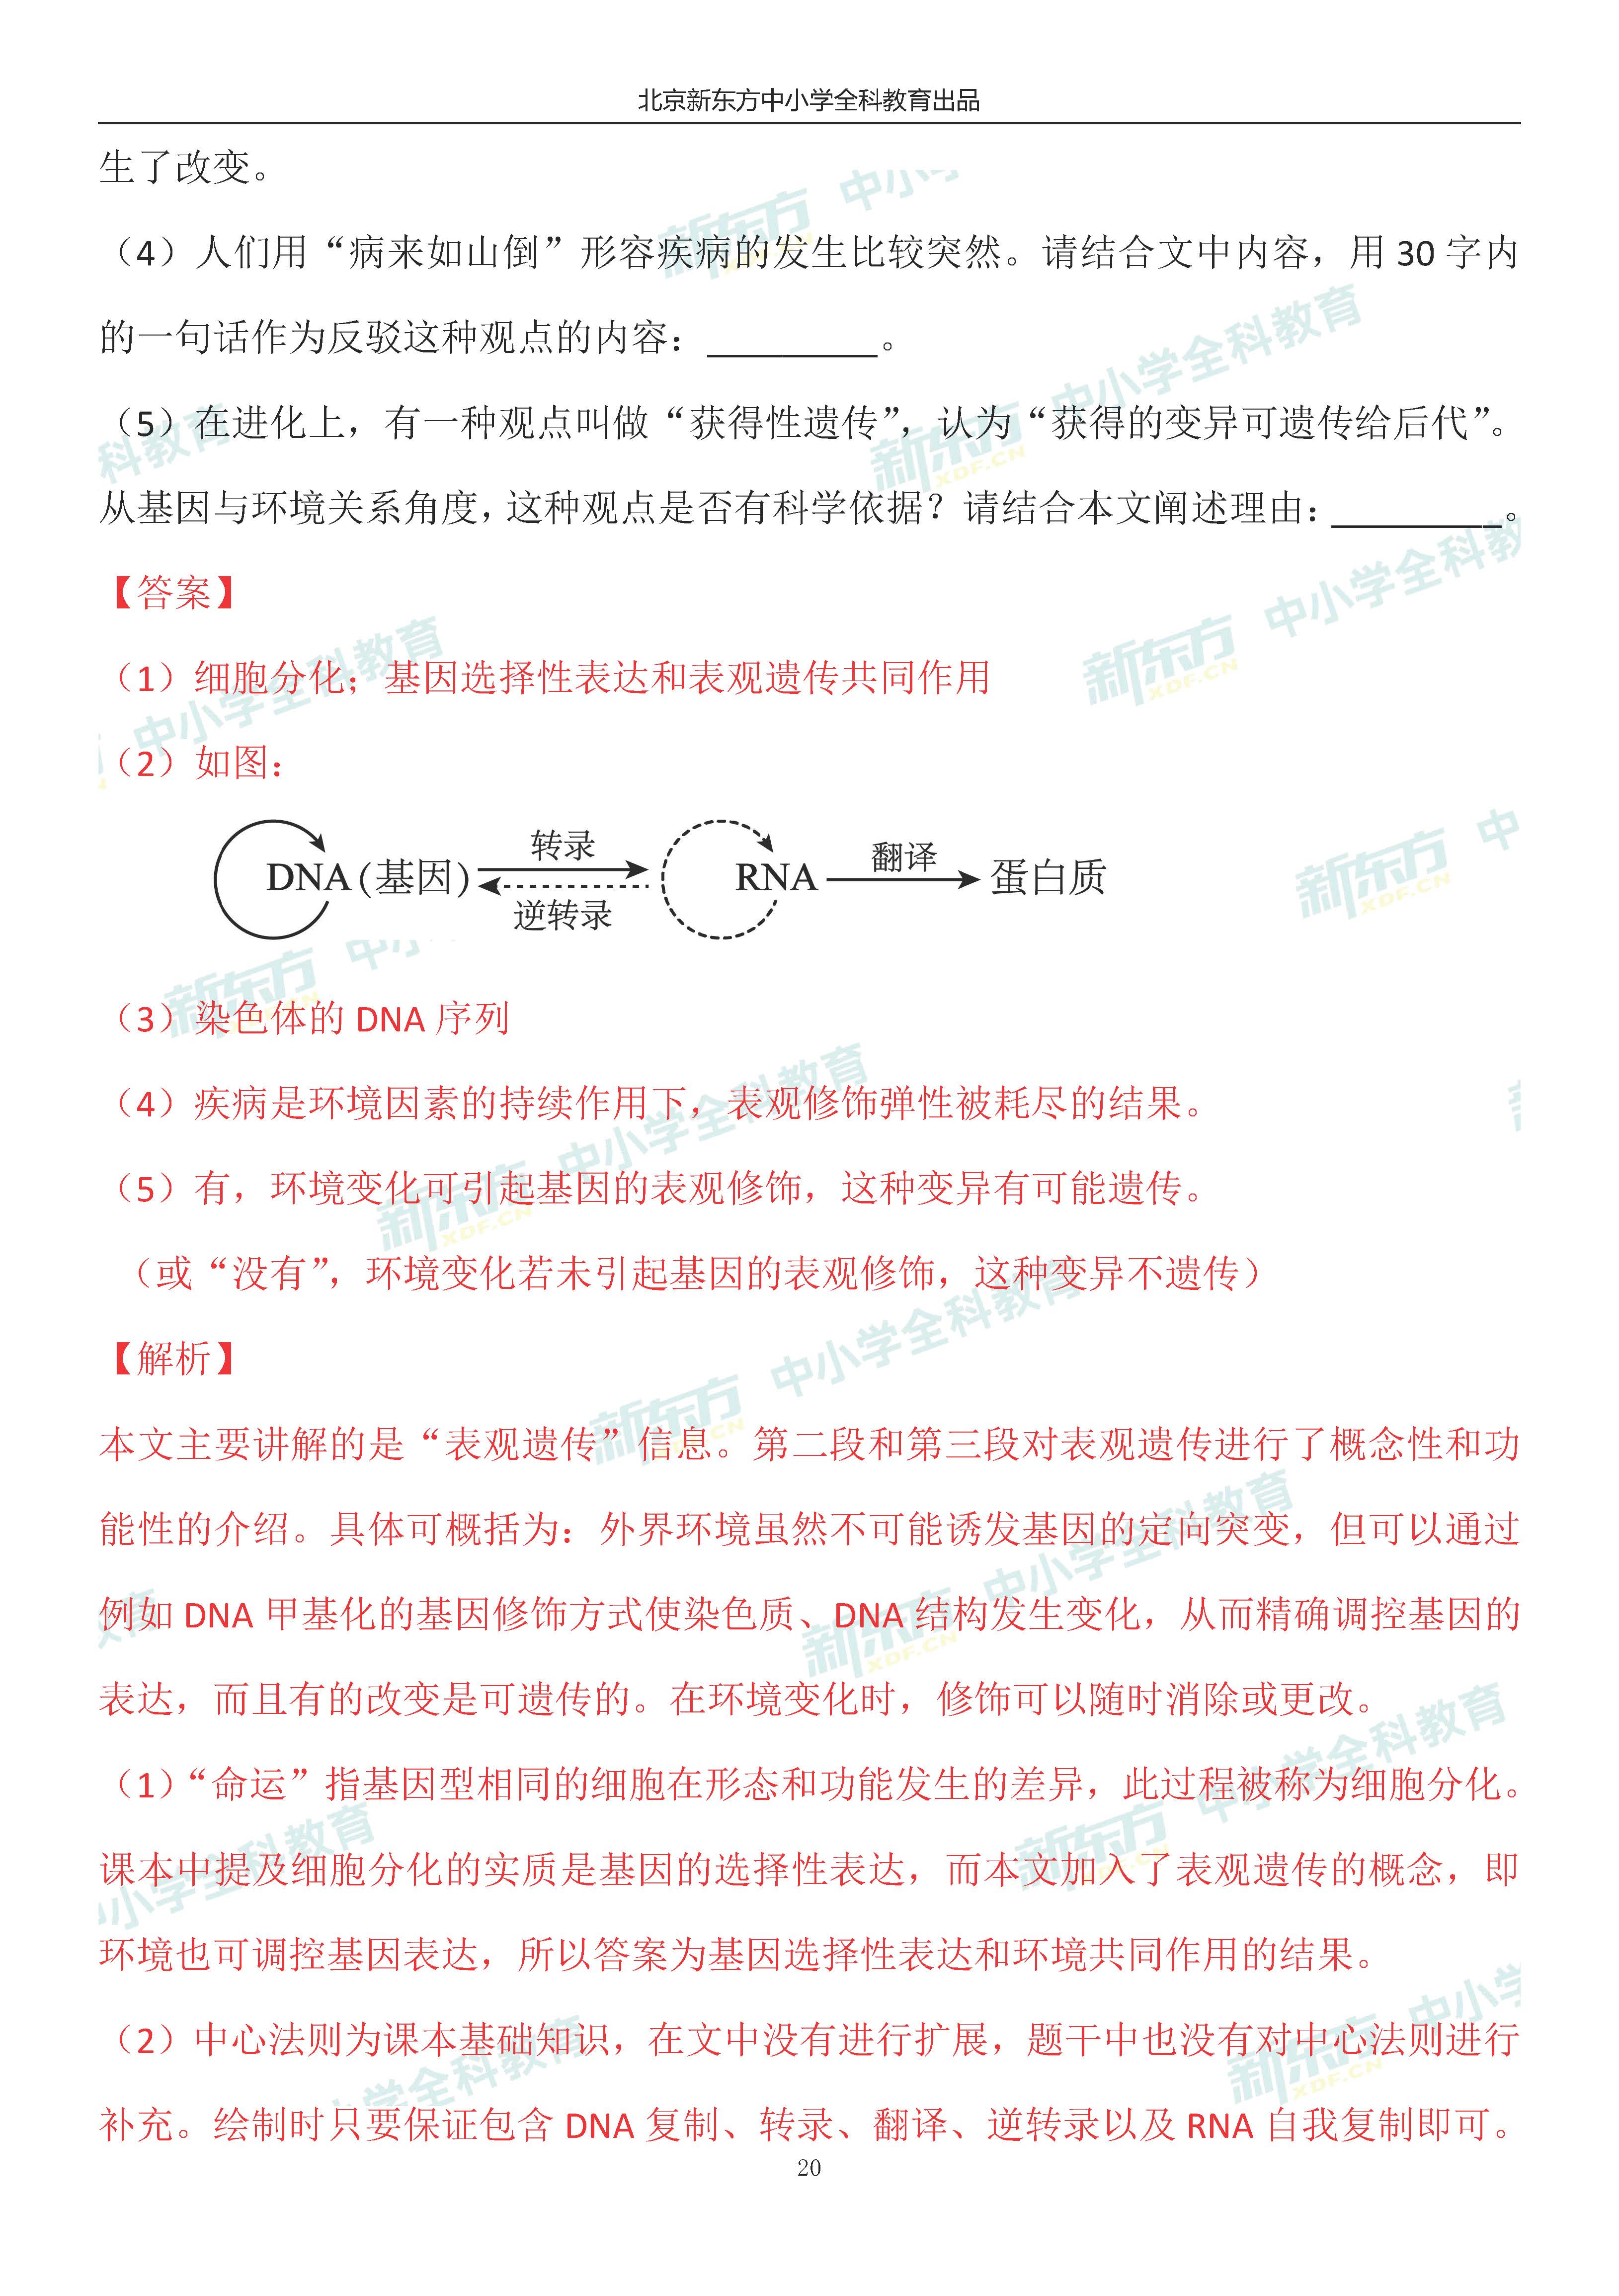 北京新东方中小学全科教育出品
生了改变。
（4）人们用“病来如山倒”形容疾病的发生比较突然。请结合文中内容，用 30 字内
的一句话作为反驳这种观点的内容：_________。
（5）在进化上，有一种观点叫做“获得性遗传”，认为“获得的变异可遗传给后代”。
从基因与环境关系角度，这种观点是否有科学依据？请结合本文阐述理由：_________。
【答案】
（1）细胞分化；基因选择性表达和表观遗传共同作用
（2）如图：
DNA(基因) 转录 逆转录 RNA 翻译 蛋白质
（3）染色体的 DNA 序列
（4）疾病是环境因素的持续作用下，表观修饰弹性被耗尽的结果。
（5）有，环境变化可引起基因的表观修饰，这种变异有可能遗传。
（或“没有”，环境变化若未引起基因的表观修饰，这种变异不遗传）
【解析】
本文主要讲解的是“表观遗传”信息。第二段和第三段对表观遗传进行了概念性和功
能性的介绍。具体可概括为：外界环境虽然不可能诱发基因的定向突变，但可以通过
例如 DNA 甲基化的基因修饰方式使染色质、DNA 结构发生变化，从而精确调控基因的
表达，而且有的改变是可遗传的。在环境变化时，修饰可以随时消除或更改。
（1）“命运”指基因型相同的细胞在形态和功能发生的差异，此过程被称为细胞分化。
课本中提及细胞分化的实质是基因的选择性表达，而本文加入了表观遗传的概念，即
环境也可调控基因表达，所以答案为基因选择性表达和环境共同作用的结果。
（2）中心法则为课本基础知识，在文中没有进行扩展，题干中也没有对中心法则进行
补充。绘制时只要保证包含 DNA 复制、转录、翻译、逆转录以及 RNA 自我复制即可。
20
新东方 XDF.CN 中小学全科教育